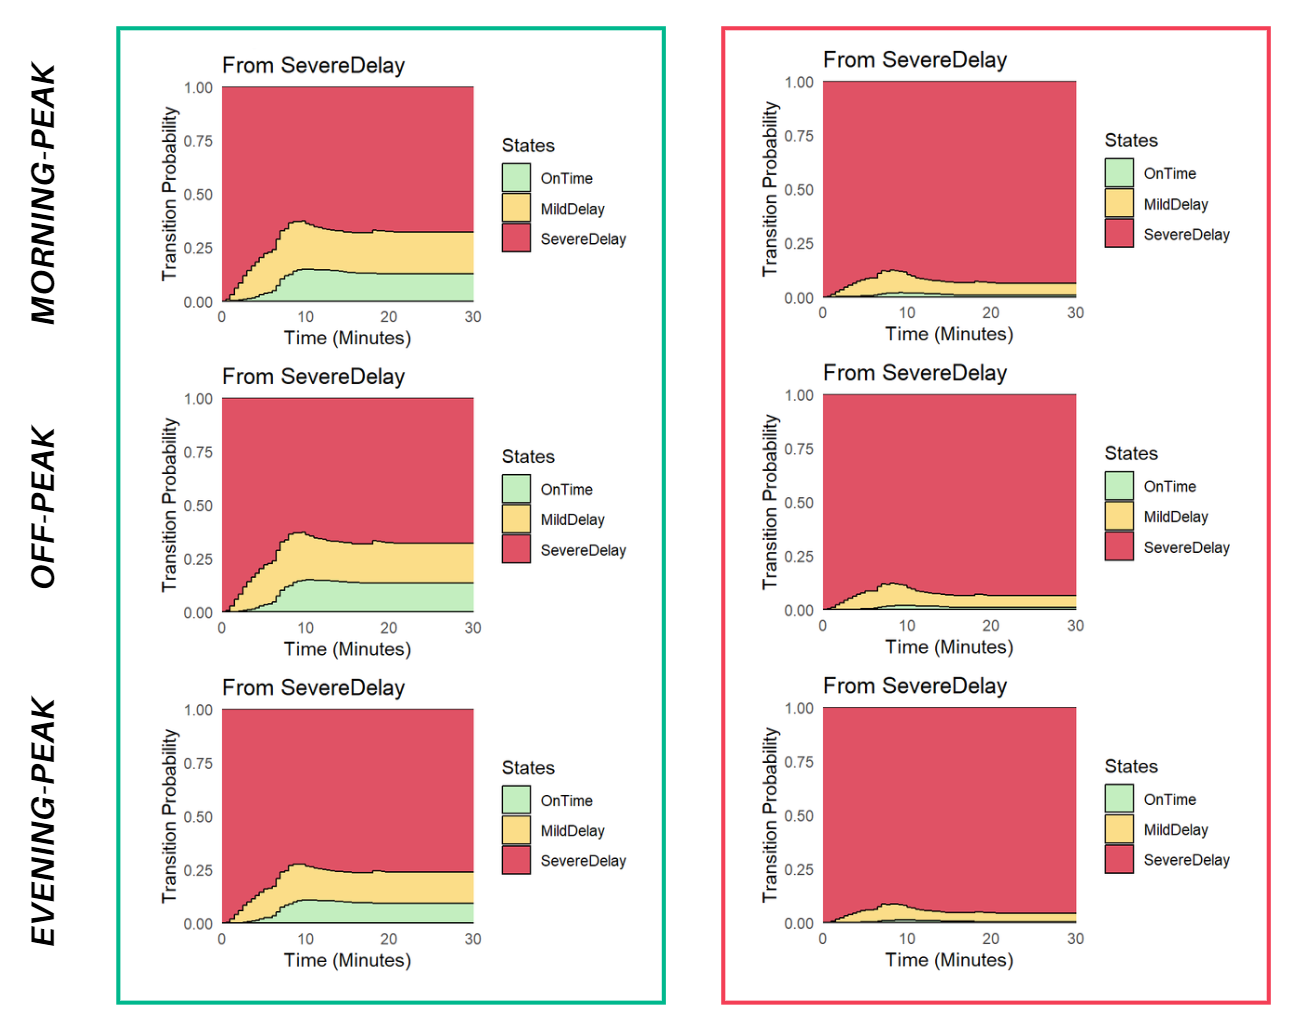 MORNING-PEAK
From SevereDelay
Transition Probability
1.00
0.75
0.50
0.25
0.00
0 10 20 30
Time (Minutes)
States
OnTime
MildDelay
SevereDelay
From SevereDelay
Transition Probability
1.00
0.75
0.50
0.25
0.00
0 10 20 30
Time (Minutes)
States
OnTime
MildDelay
SevereDelay
OFF-PEAK
From SevereDelay
Transition Probability
1.00
0.75
0.50
0.25
0.00
0 10 20 30
Time (Minutes)
States
OnTime
MildDelay
SevereDelay
From SevereDelay
Transition Probability
1.00
0.75
0.50
0.25
0.00
0 10 20 30
Time (Minutes)
States
OnTime
MildDelay
SevereDelay
EVENING-PEAK
From SevereDelay
Transition Probability
1.00
0.75
0.50
0.25
0.00
0 10 20 30
Time (Minutes)
States
OnTime
MildDelay
SevereDelay
From SevereDelay
Transition Probability
1.00
0.75
0.50
0.25
0.00
0 10 20 30
Time (Minutes)
States
OnTime
MildDelay
SevereDelay